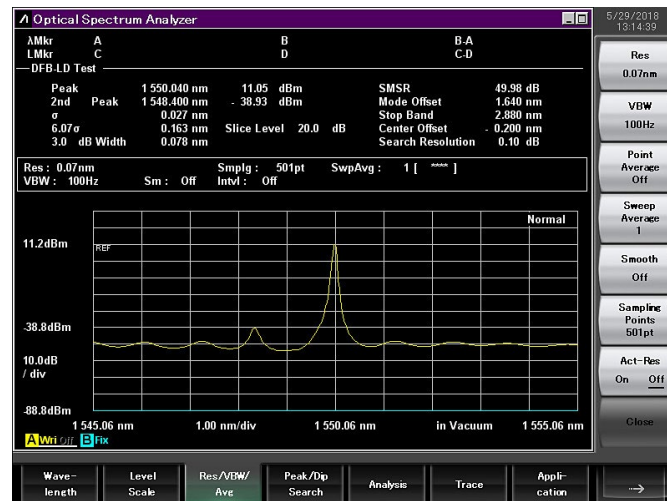 Optical Spectrum Analyzer
5/29/2018
13:14:39
λMkr A B B-A
LMkr C D C-D
DFB-LD Test
Peak 1 550.040 nm 11.05 dBm SMSR 49.98 dB
2nd Peak 1 548.400 nm - 38.93 dBm Mode Offset 1.640 nm
σ 0.027 nm Stop Band 2.880 nm
6.07σ 0.163 nm Slice Level 20.0 dB Center Offset - 0.200 nm
3.0 dB Width 0.078 nm Search Resolution 0.10 dB
Res : 0.07nm Smplg : 501pt SwpAvg : 1 [ **** ]
VBW : 100Hz Sm : Off Intvl : Off
Normal
11.2dBm
REF
-38.8dBm
10.0dB
/ div
-88.8dBm
1 545.06 nm 1.00 nm/div 1 550.06 nm in Vacuum 1 555.06 nm
A Wri Off B Fix
Res
0.07nm
VBW
100Hz
Point
Average
Off
Sweep
Average
1
Smooth
Off
Sampling
Points
501pt
Act-Res
On Off
Close
Wave-
length
Level
Scale
Res/VBW/
Avg
Peak/Dip
Search
Analysis
Trace
Appli-
cation